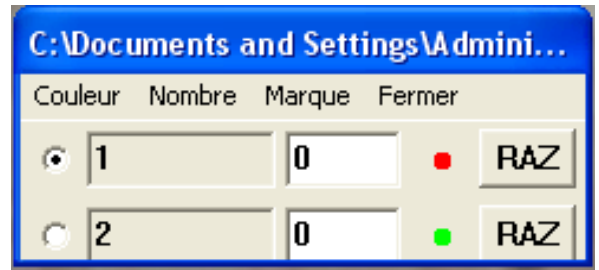 C:\Documents and Settings\Admini...
Couleur Nombre Marque Fermer
1 0 RAZ
2 0 RAZ